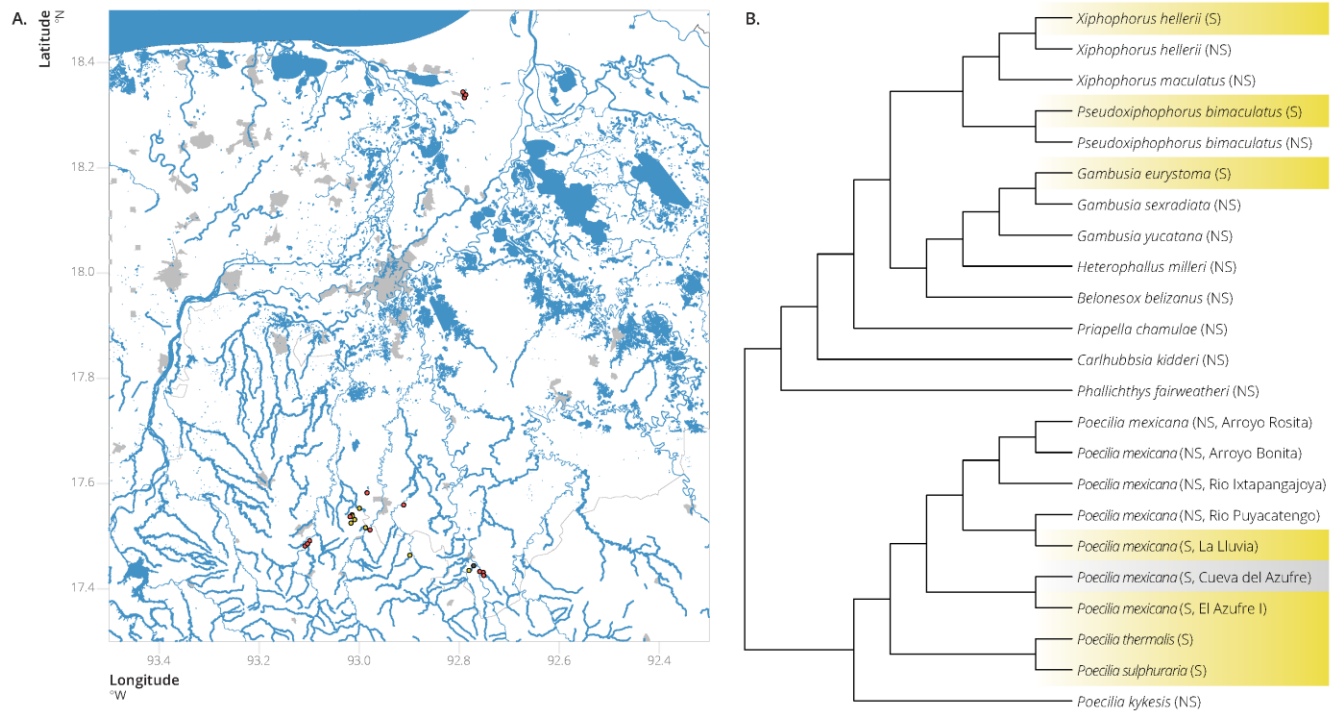 A.
Latitude
°N
18.4
18.2
18.0
17.8
17.6
17.4
93.4
93.2
93.0
92.8
92.6
92.4
Longitude
°W
B.
Xiphophorus hellerii (S)
Xiphophorus hellerii (NS)
Xiphophorus maculatus (NS)
Pseudoxiphophorus bimaculatus (S)
Pseudoxiphophorus bimaculatus (NS)
Gambusia eurystoma (S)
Gambusia sexradiata (NS)
Gambusia yucatana (NS)
Heterophallus milleri (NS)
Belonesox belizanus (NS)
Priapella chamulae (NS)
Carlhubbsia kidderi (NS)
Phallichthys fairweatheri (NS)
Poecilia mexicana (NS, Arroyo Rosita)
Poecilia mexicana (NS, Arroyo Bonita)
Poecilia mexicana (NS, Rio Ixtapangajoya)
Poecilia mexicana (NS, Rio Puyacatengo)
Poecilia mexicana (S, La Lluvia)
Poecilia mexicana (S, Cueva del Azufre)
Poecilia mexicana (S, El Azufre I)
Poecilia thermalis (S)
Poecilia sulphuraria (S)
Poecilia kykesis (NS)